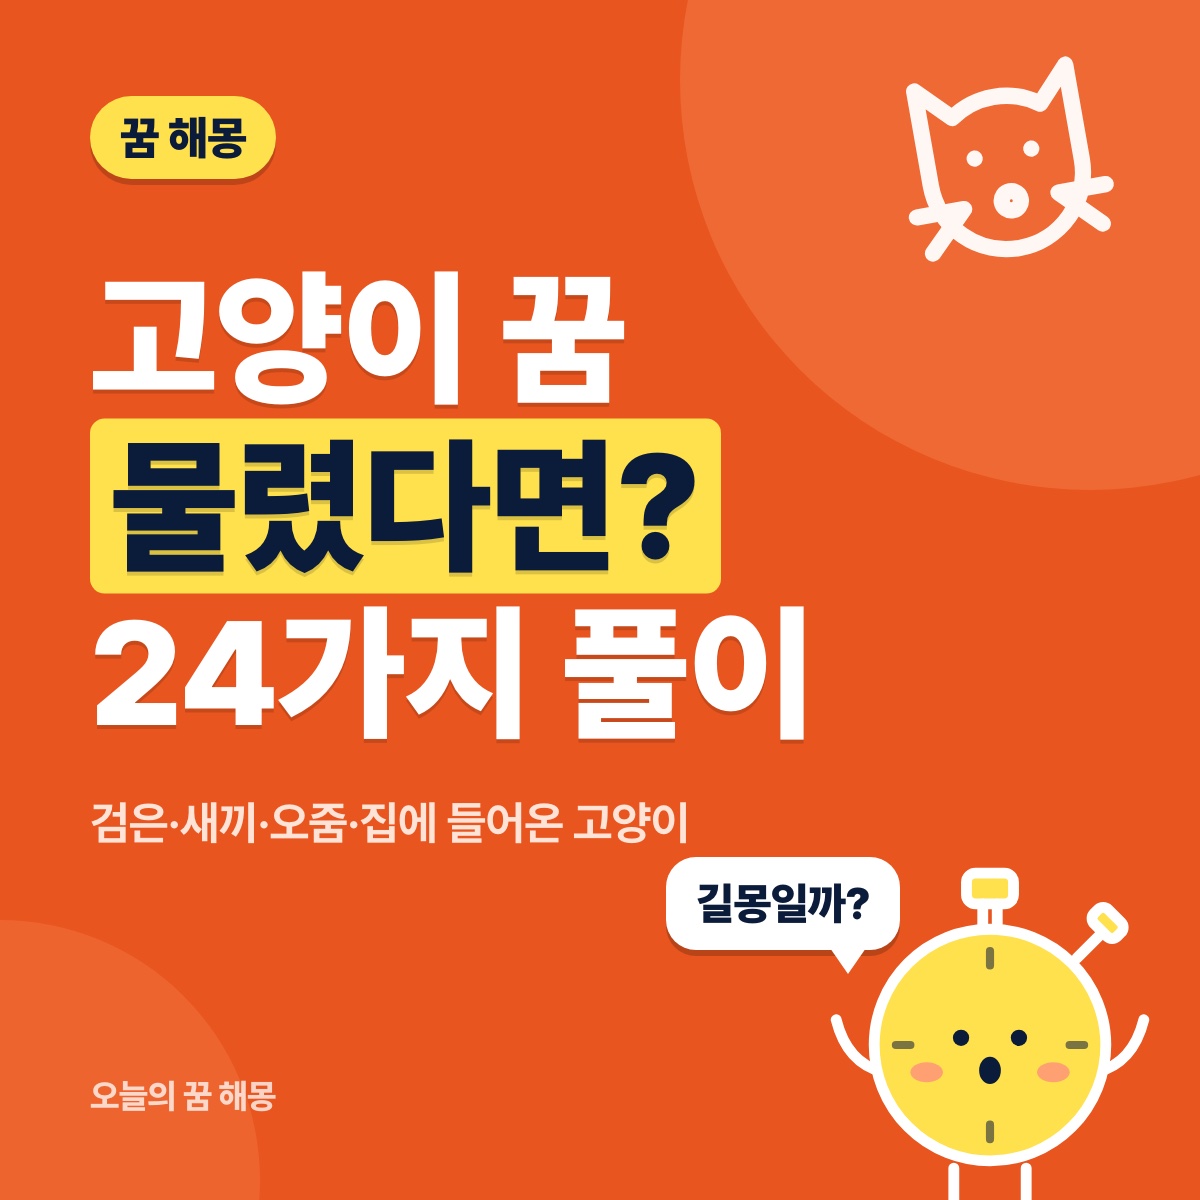 꿈 해몽
고양이 꿈
물렸다면?
24가지 풀이
검은·새끼·오줌·집에 들어온 고양이
길몽일까?
오늘의 꿈 해몽